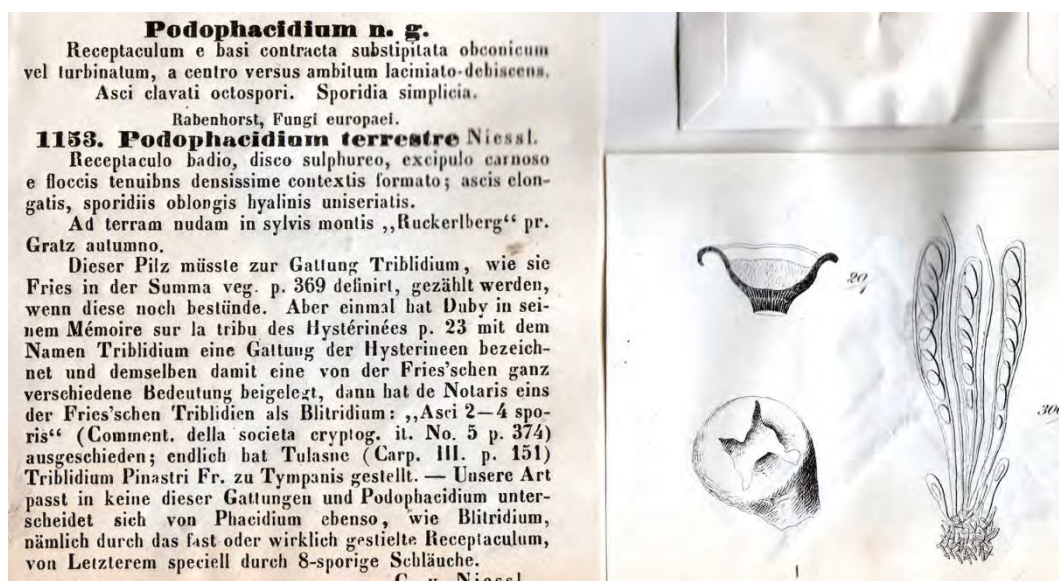 Podophacidium n. g.
Receptaculum e basi contracta substipitata obconicum
vel turbinatum, a centro versus ambitum laciniato-dehiscens.
Asci clavati octospori. Sporidia simplicia.
Rabenhorst, Fungi europaei.
1153. Podophacidium terrestre Niessl.
Receptaculo badio, disco sulphureo, excipulo carnoso
e floccis tenuibns densissime contextis formato; ascis elon-
gatis, sporidiis oblongis hyalinis uniseriatis.
Ad terram nudam in sylvis montis „Ruckerlberg“ pr.
Gratz autumno.
Dieser Pilz müsste zur Gattung Triblidium, wie sie
Fries in der Summa veg. p. 369 definirt, gezählt werden,
wenn diese noch bestünde. Aber einmal hat Duby in sei-
nem Mémoire sur la tribu des Hystérinées p. 23 mit dem
Namen Triblidium eine Gattung der Hysterineen bezeich-
net und demselben damit eine von der Fries'schen ganz
verschiedene Bedeutung beigelegt, dann hat de Notaris eins
der Fries'schen Triblidien als Blitridium: „Asci 2—4 spo-
ris“ (Comment. della societa cryptog. it. No. 5 p. 374)
ausgeschieden; endlich hat Tulasne (Carp. III. p. 151)
Triblidium Pinastri Fr. zu Tympanis gestellt. — Unsere Art
passt in keine dieser Gattungen und Podophacidium unter-
scheidet sich von Phacidium ebenso, wie Blitridium,
nämlich durch das fast oder wirklich gestielte Receptaculum,
von Letzterem speciell durch 8-sporige Schläuche.
G. v. Niessl.
20/1
300